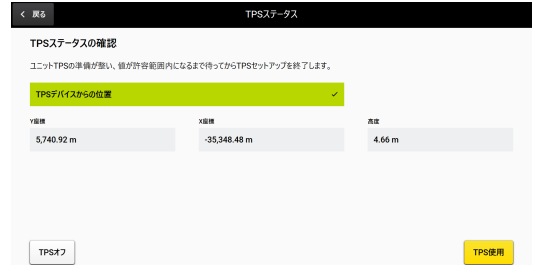 戻る
TPSステータス
TPSステータスの確認
ユニットTPSの準備が整い、値が許容範囲内になるまで待ってからTPSセットアップを終了します。
TPSデバイスからの位置
Y座標 X座標 高度
5,740.92 m -35,348.48 m 4.66 m
TPSオフ TPS使用